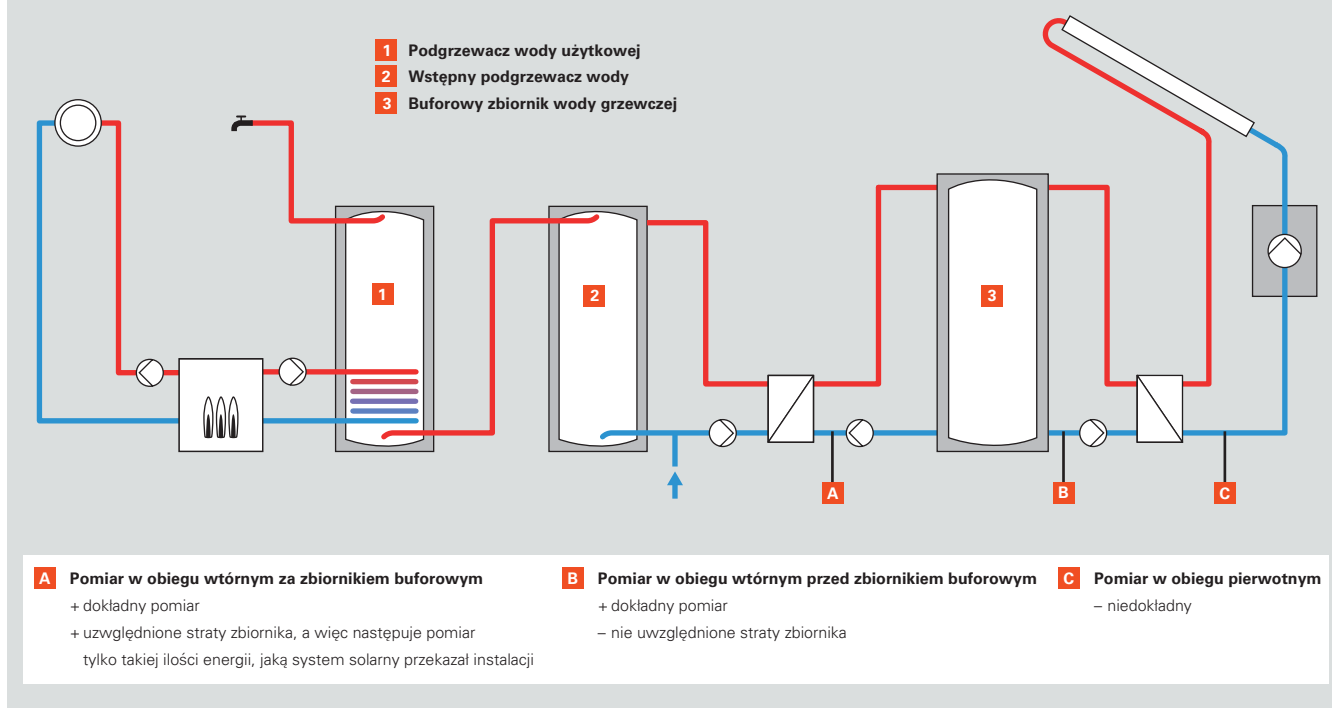 1 Podgrzewacz wody użytkowej
2 Wstępny podgrzewacz wody
3 Buforowy zbiornik wody grzewczej
1
2
3
A
B
C
A Pomiar w obiegu wtórnym za zbiornikiem buforowym
+ dokładny pomiar
+ uzwględnione straty zbiornika, a więc następuje pomiar
tylko takiej ilości energii, jaką system solarny przekazał instalacji
B Pomiar w obiegu wtórnym przed zbiornikiem buforowym
+ dokładny pomiar
– nie uwzględnione straty zbiornika
C Pomiar w obiegu pierwotnym
– niedokładny